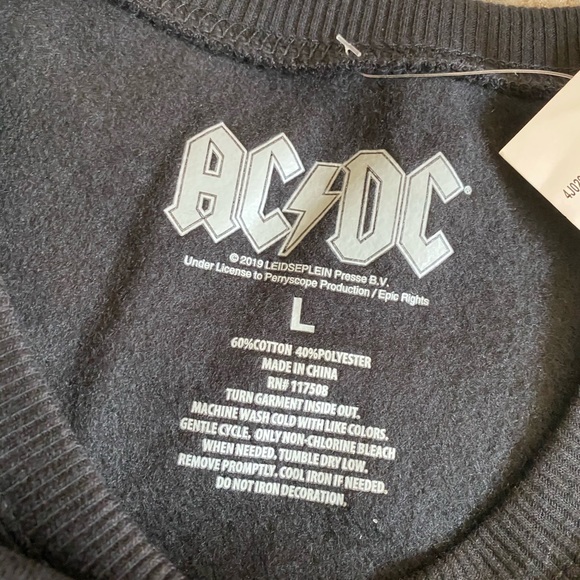 AC⚡DC®
© 2019 LEIDSEPLEIN Presse B.V.
Under License to Perryscope Production / Epic Rights
L
60%COTTON 40%POLYESTER
MADE IN CHINA
RN# 117508
TURN GARMENT INSIDE OUT.
MACHINE WASH COLD WITH LIKE COLORS.
GENTLE CYCLE. ONLY NON-CHLORINE BLEACH
WHEN NEEDED. TUMBLE DRY LOW.
REMOVE PROMPTLY. COOL IRON IF NEEDED.
DO NOT IRON DECORATION.